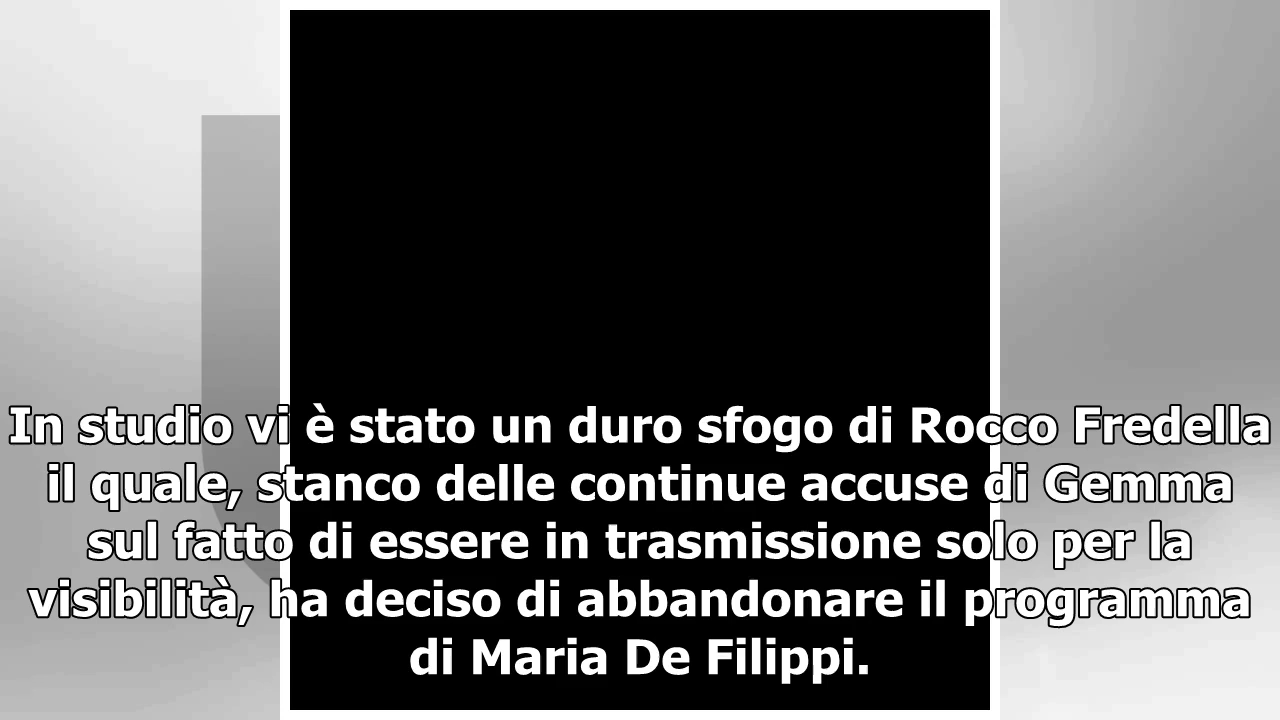 In studio vi è stato un duro sfogo di Rocco Fredella
il quale, stanco delle continue accuse di Gemma
sul fatto di essere in trasmissione solo per la
visibilità, ha deciso di abbandonare il programma
di Maria De Filippi.